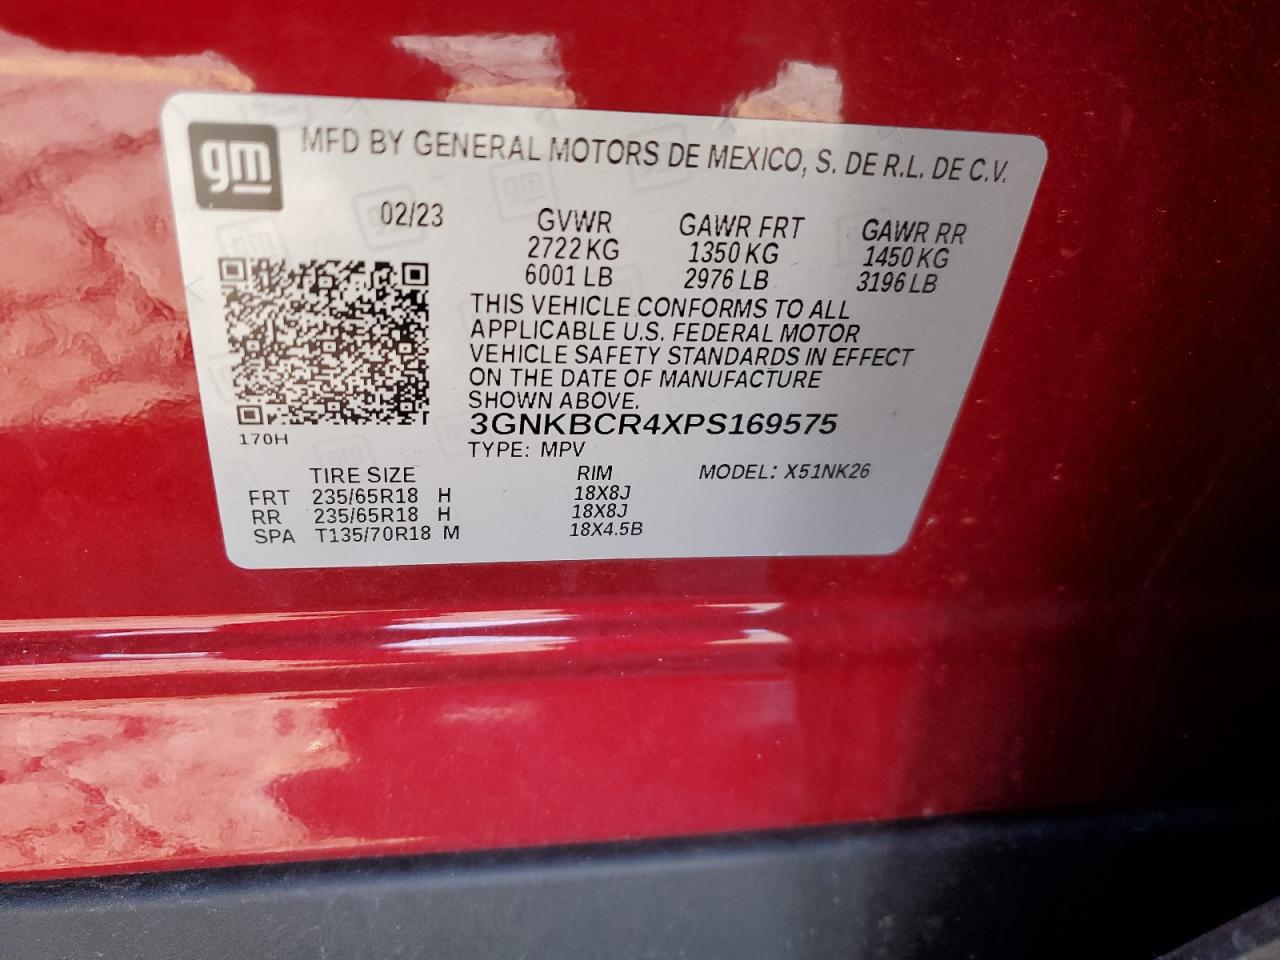 gm
MFD BY GENERAL MOTORS DE MEXICO, S. DE R.L. DE C.V.
02/23 GVWR GAWR FRT GAWR RR
2722 KG 1350 KG 1450 KG
6001 LB 2976 LB 3196 LB
THIS VEHICLE CONFORMS TO ALL
APPLICABLE U.S. FEDERAL MOTOR
VEHICLE SAFETY STANDARDS IN EFFECT
ON THE DATE OF MANUFACTURE
SHOWN ABOVE.
3GNKBCR4XPS169575
170H
TYPE: MPV
TIRE SIZE RIM MODEL: X51NK26
FRT 235/65R18 H 18X8J
RR 235/65R18 H 18X8J
SPA T135/70R18 M 18X4.5B